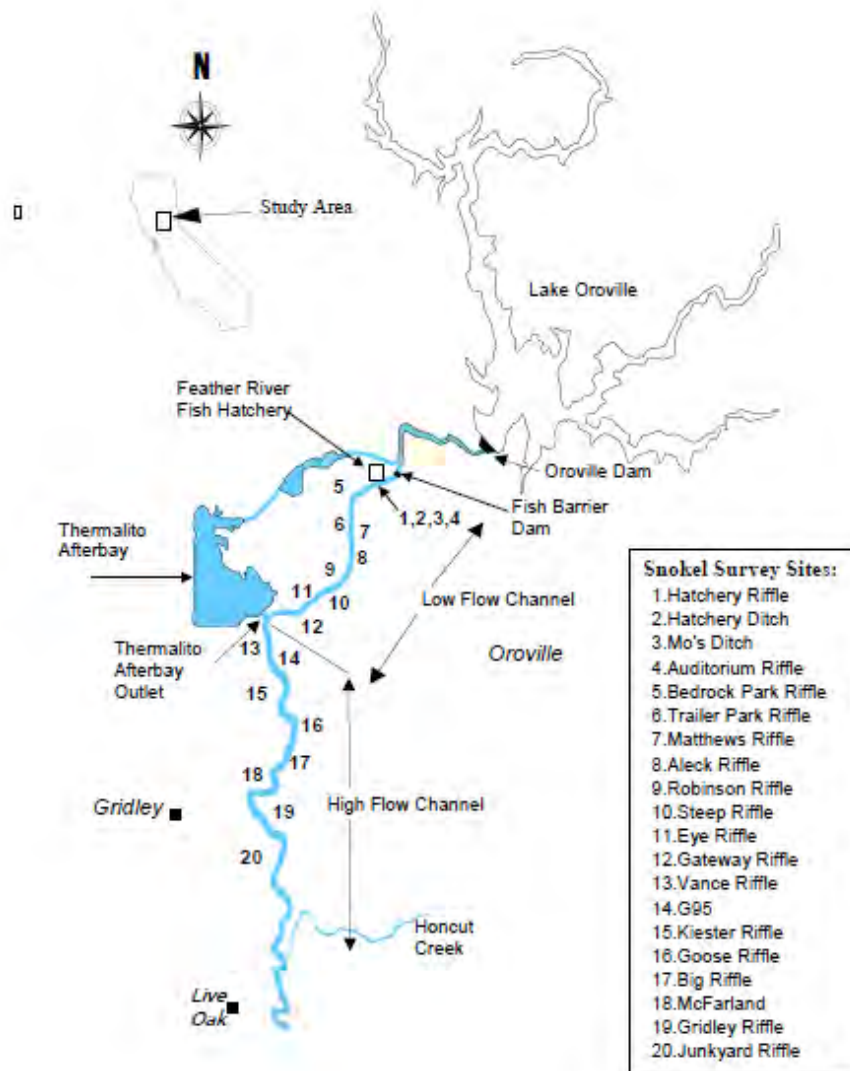 N
Study Area
Lake Oroville
Feather River
Fish Hatchery
Oroville Dam
Fish Barrier
Dam
5
1,2,3,4
6
7
8
Thermalito
Afterbay
9
11
10
12
Low Flow Channel
Oroville
Thermalito
Afterbay
Outlet
13
14
15
16
17
18
High Flow Channel
Gridley
19
20
Honcut
Creek
Live
Oak
Snokel Survey Sites:
1.Hatchery Riffle
2.Hatchery Ditch
3.Mo's Ditch
4.Auditorium Riffle
5.Bedrock Park Riffle
6.Trailer Park Riffle
7.Matthews Riffle
8.Aleck Riffle
9.Robinson Riffle
10.Steep Riffle
11.Eye Riffle
12.Gateway Riffle
13.Vance Riffle
14.G95
15.Kiester Riffle
16.Goose Riffle
17.Big Riffle
18.McFarland
19.Gridley Riffle
20.Junkyard Riffle